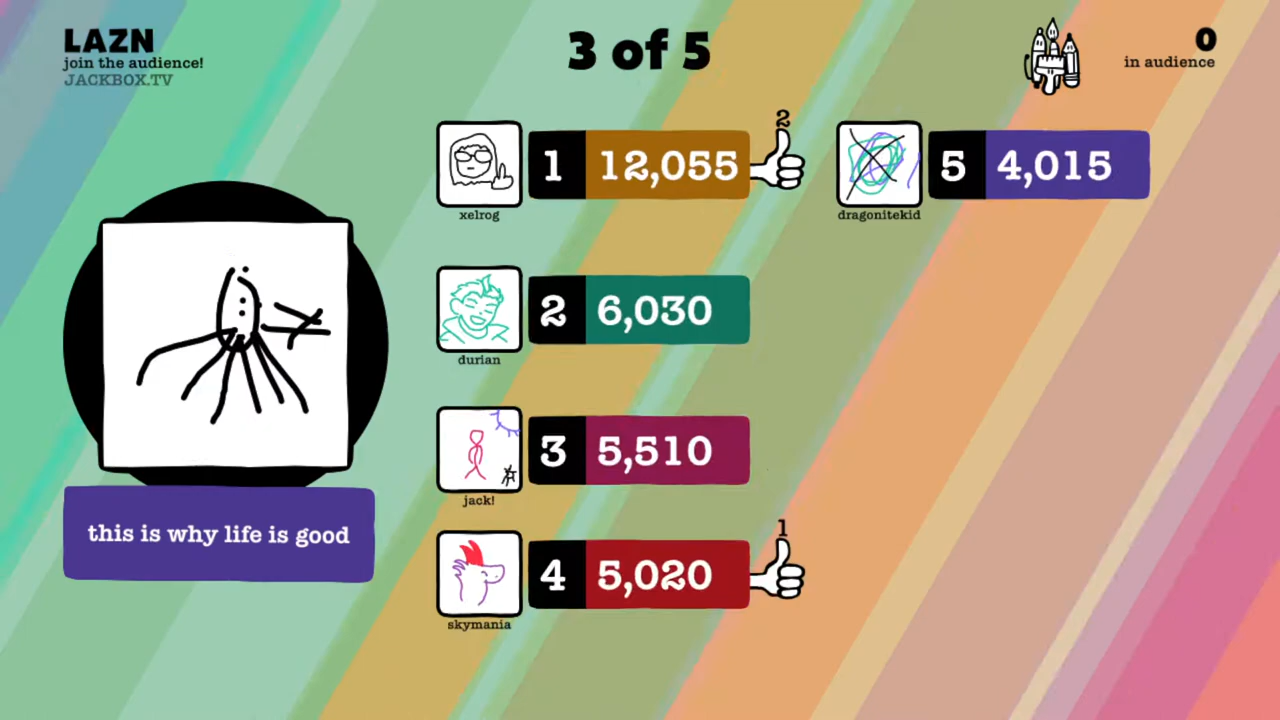 LAZN
join the audience!
JACKBOX.TV
3 of 5
0
in audience
this is why life is good
1 12,055
2
xelrog
2 6,030
durian
3 5,510
jack!
4 5,020
1
skymania
5 4,015
dragonitekid